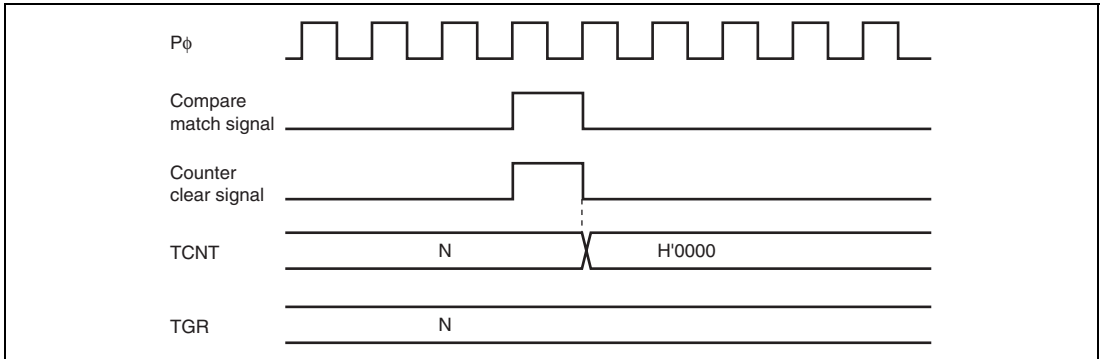 Pϕ
Compare
match signal
Counter
clear signal
TCNT
N
H'0000
TGR
N